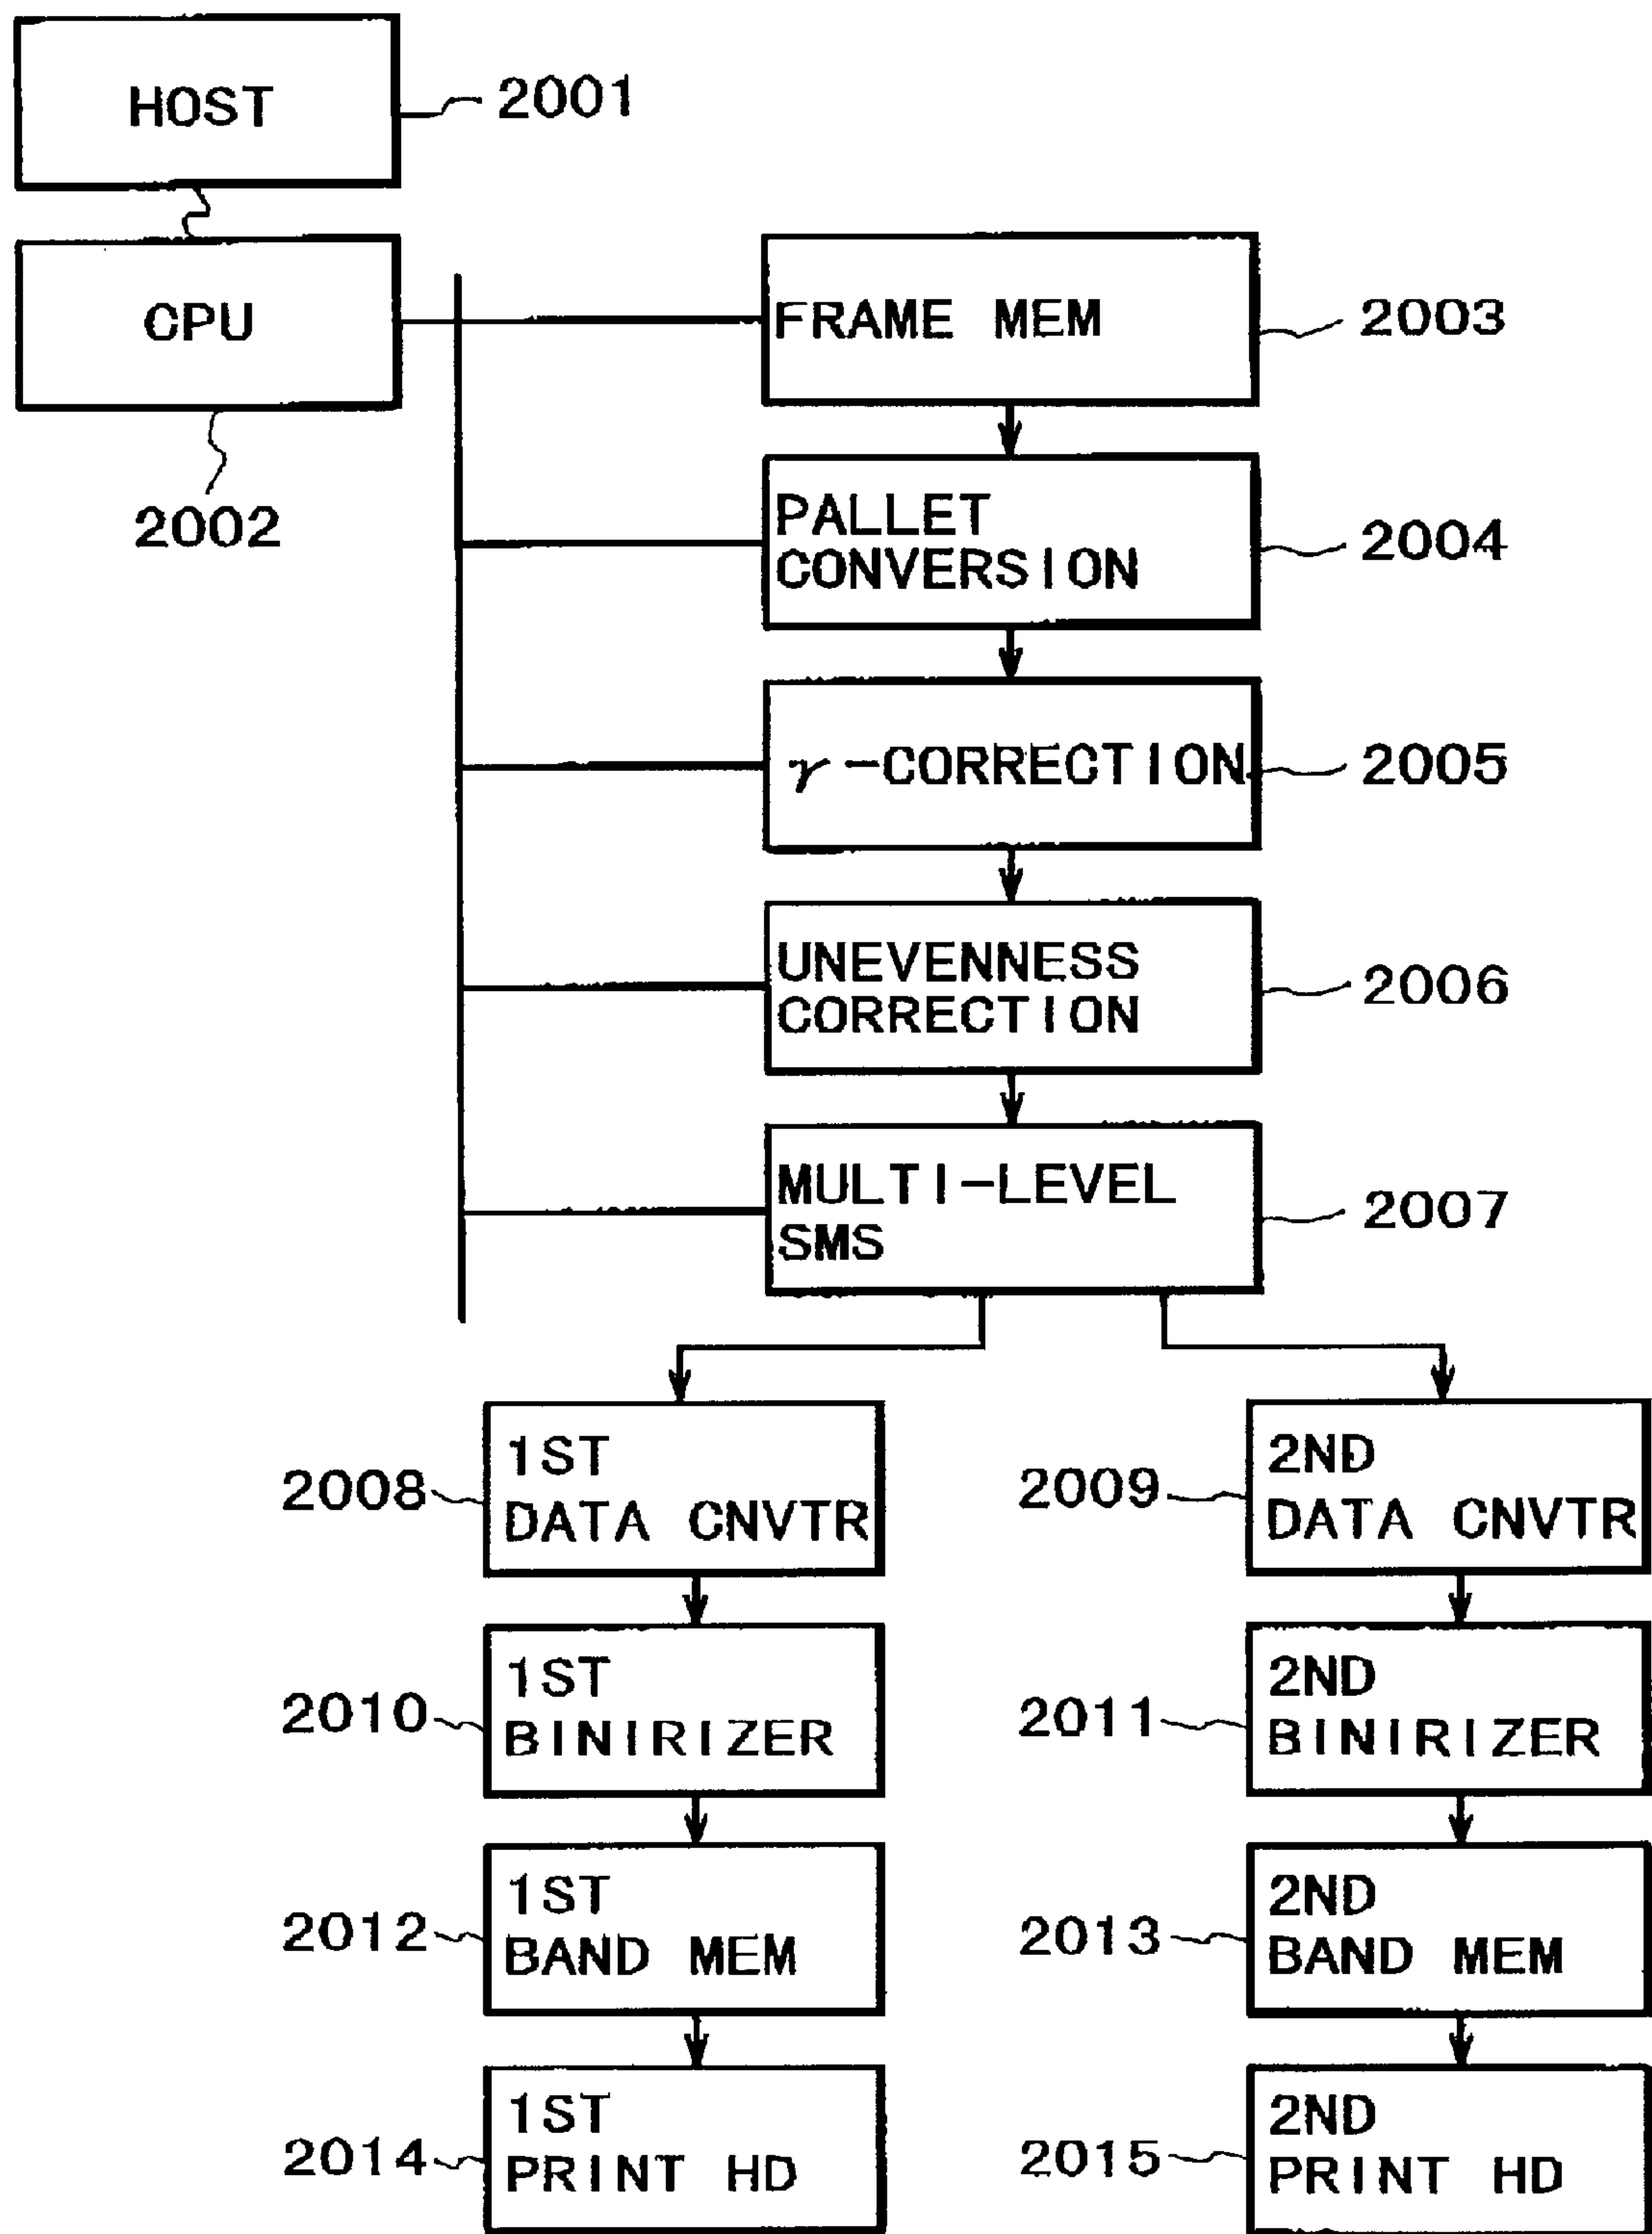 HOST
2001
CPU
2002
FRAME MEM
2003
PALLET
CONVERSION
2004
γ-CORRECTION
2005
UNEVENNESS
CORRECTION
2006
MULTI-LEVEL
SMS
2007
1ST
DATA CNVTR
2008
2ND
DATA CNVTR
2009
1ST
BINIRIZER
2010
2ND
BINIRIZER
2011
1ST
BAND MEM
2012
2ND
BAND MEM
2013
1ST
PRINT HD
2014
2ND
PRINT HD
2015